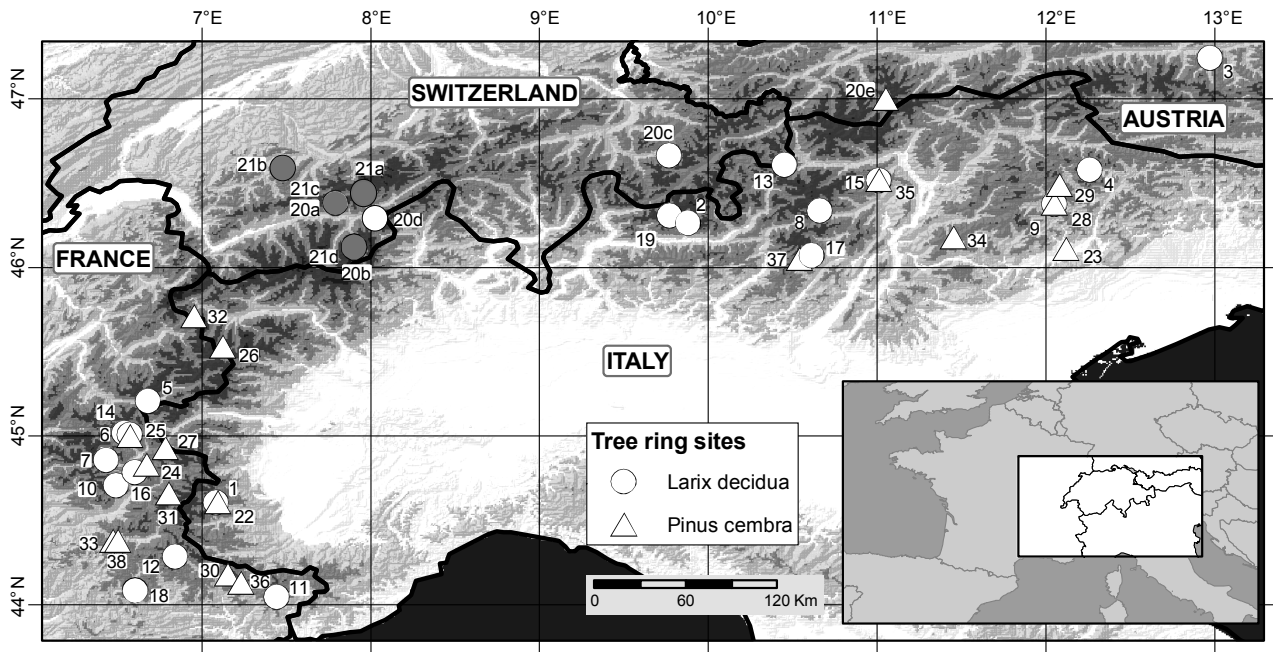 7°E 8°E 9°E 10°E 11°E 12°E 13°E
47°N
46°N
45°N
44°N
SWITZERLAND
AUSTRIA
FRANCE
ITALY
3
20e
20c
21b
21a
21c
20a
20d
21d
20b
13
15
35
29
4
9
28
2
19
8
17
37
34
23
32
26
5
14
6
25
27
7
24
10
16
31
1
22
33
38
12
30
36
11
18
Tree ring sites
Larix decidua
Pinus cembra
0 60 120 Km